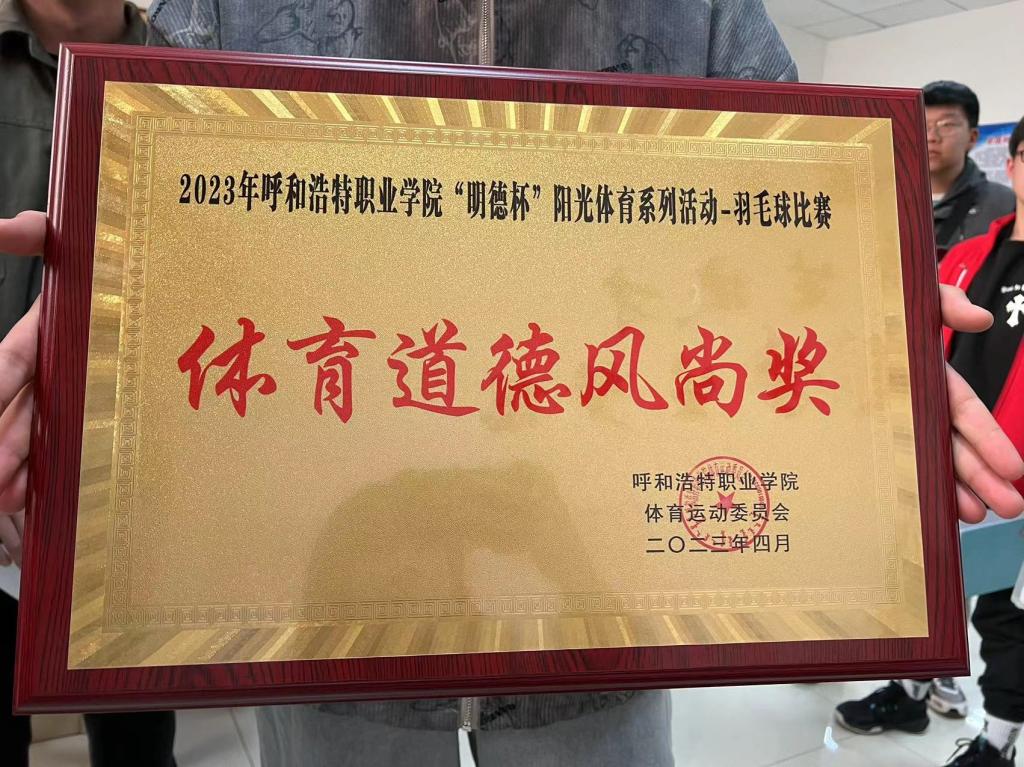 2023年呼和浩特职业学院“明德杯”阳光体育系列活动-羽毛球比赛
体育道德风尚奖
呼和浩特职业学院
体育运动委员会
二〇二三年四月